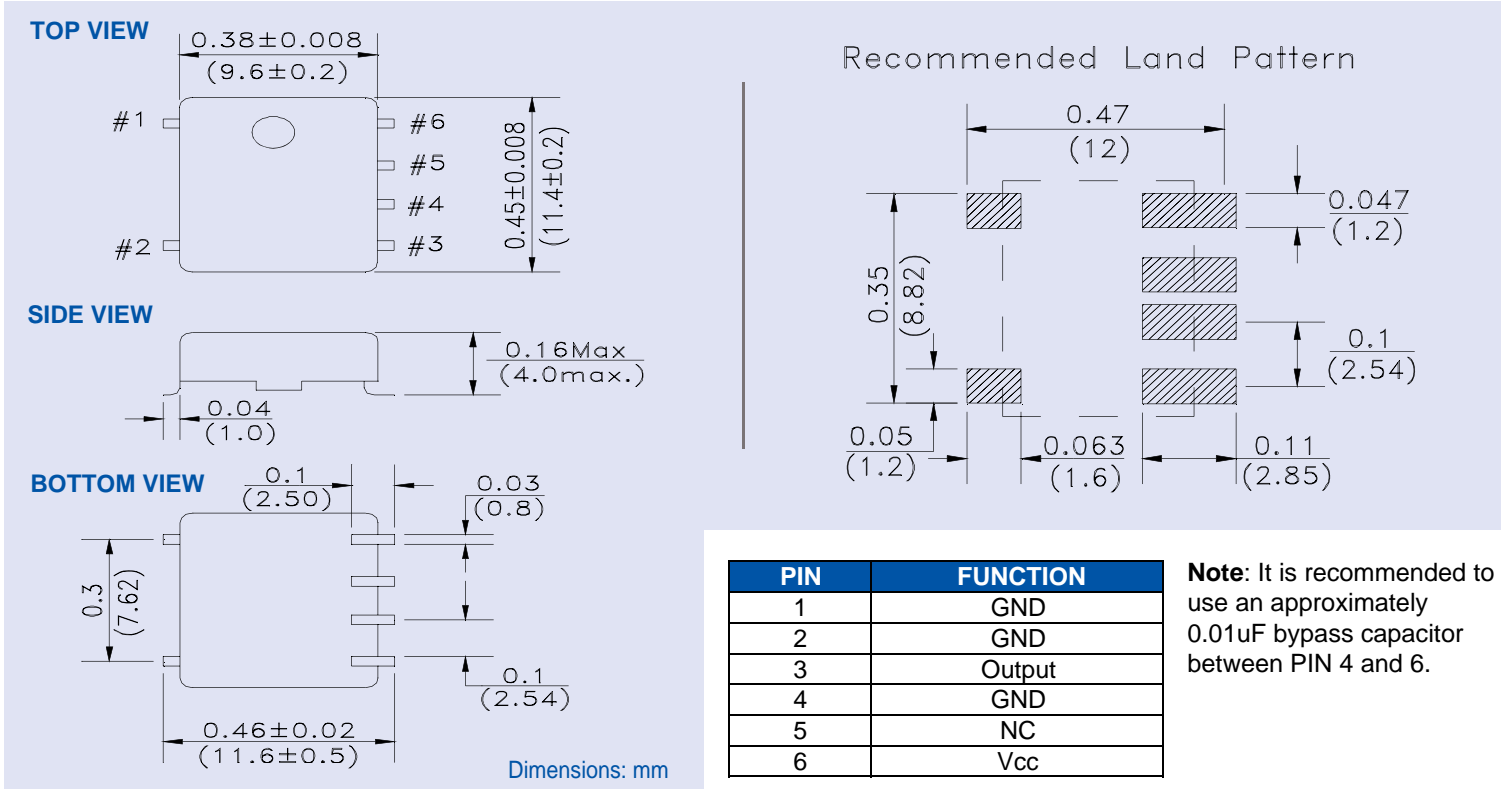 TOP VIEW
0.38±0.008
(9.6±0.2)
#1
#6
#5
#4
#2
#3
0.45±0.008
(11.4±0.2)
SIDE VIEW
0.16Max
(4.0max.)
0.04
(1.0)
BOTTOM VIEW
0.1
(2.50)
0.03
(0.8)
0.3
(7.62)
0.1
(2.54)
0.46±0.02
(11.6±0.5)
Dimensions: mm
Recommended Land Pattern
0.47
(12)
0.047
(1.2)
0.35
(8.82)
0.1
(2.54)
0.05
(1.2)
0.063
(1.6)
0.11
(2.85)
PIN FUNCTION
1 GND
2 GND
3 Output
4 GND
5 NC
6 Vcc
Note: It is recommended to
use an approximately
0.01uF bypass capacitor
between PIN 4 and 6.